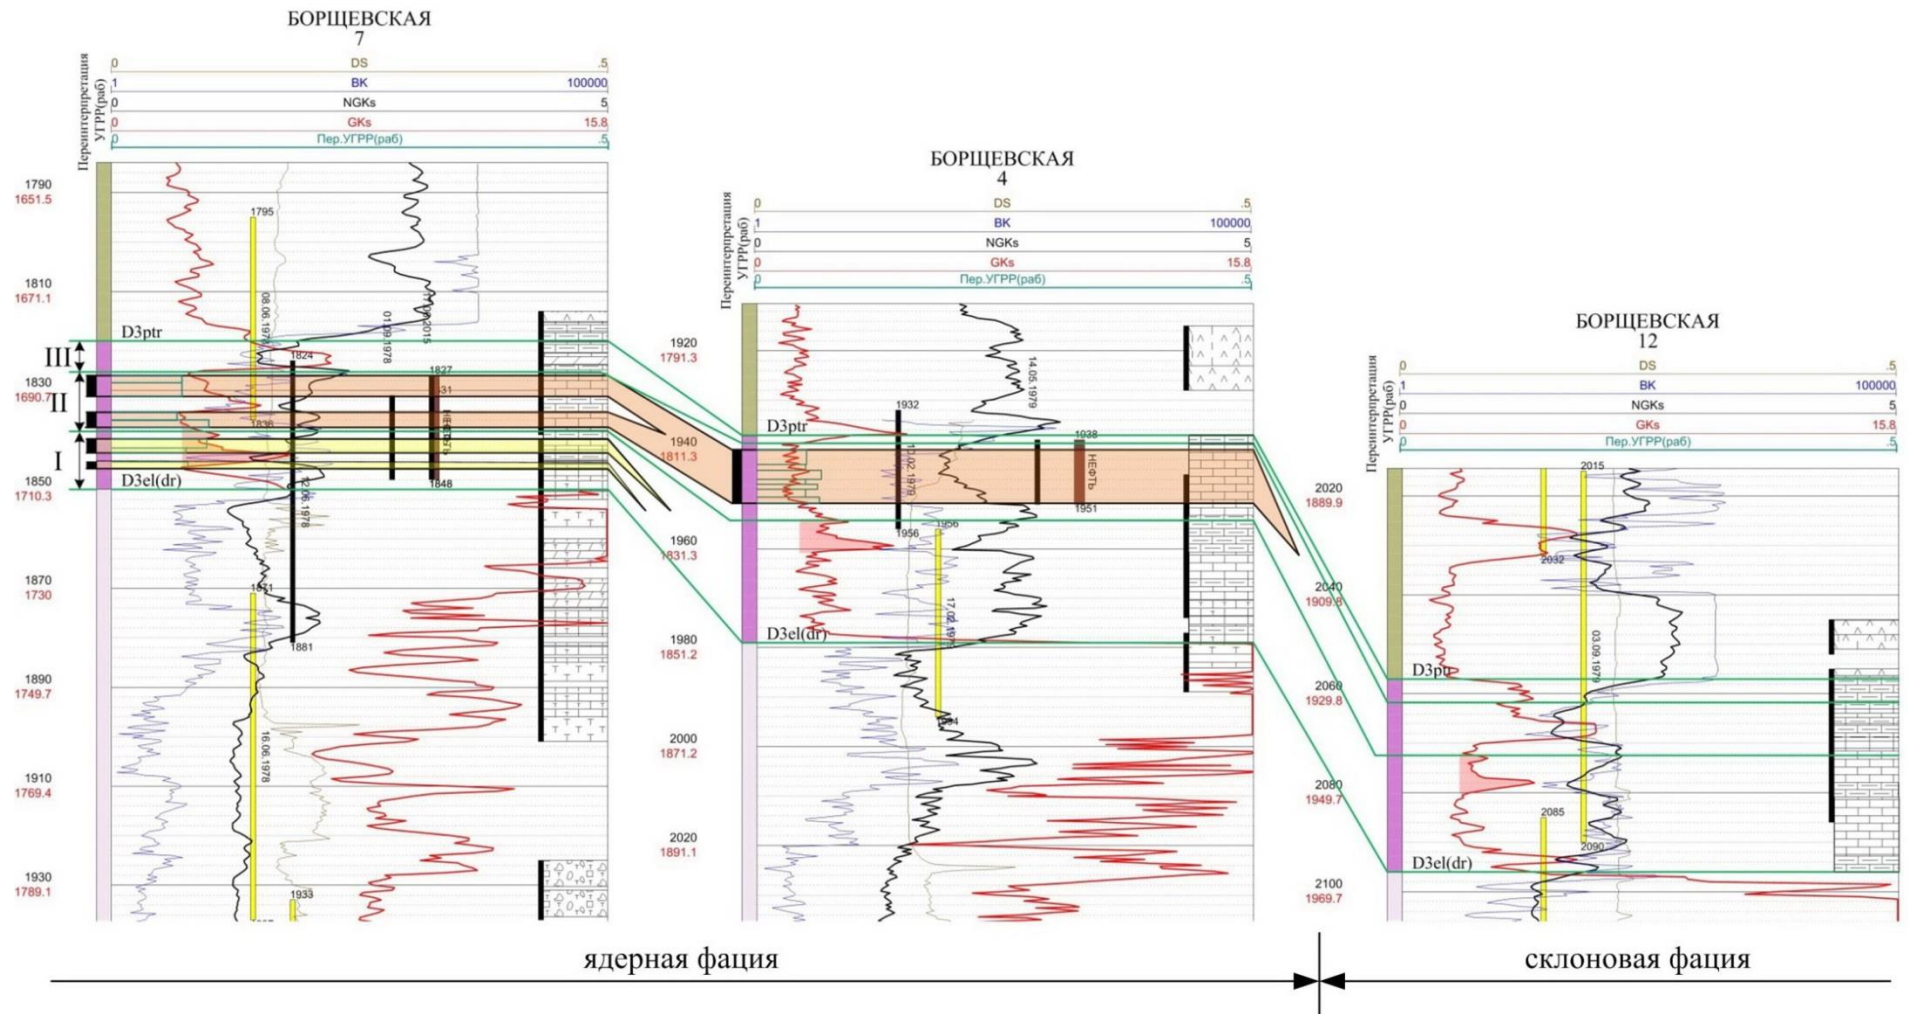 БОРЩЕВСКАЯ
7
Переинтерпретация
УГРР(раб)
0 DS .5
1 BK 100000
0 NGKs 5
0 GKs 15.8
0 Пер.УГРР(раб) .5
1790
1651.5
1810
1671.1
1830
1690.7
1850
1710.3
1870
1730
1890
1749.7
1910
1769.4
1930
1789.1
III
II
I
D3ptr
D3el(dr)
1795
08.06.1978
1836
1824
12.06.1978
1881
01.09.1978
1827
1848
1871
16.06.1978
1933
БОРЩЕВСКАЯ
4
Переинтерпретация
УГРР(раб)
0 DS .5
1 BK 100000
0 NGKs 5
0 GKs 15.8
0 Пер.УГРР(раб) .5
1920
1791.3
1940
1811.3
1960
1831.3
1980
1851.2
2000
1871.2
2020
1891.1
D3ptr
D3el(dr)
14.05.1979
1932
10.02.1979
1956
1956
НЕФТЬ
1951
БОРЩЕВСКАЯ
12
Переинтерпретация
УГРР(раб)
0 DS .5
1 BK 100000
0 NGKs 5
0 GKs 15.8
0 Пер.УГРР(раб) .5
2020
1889.9
2040
1909.8
2060
1929.8
2080
1949.7
2100
1969.7
D3el(dr)
2015
2032
03.09.1979
2085
2090
ядерная фация
склоновая фация